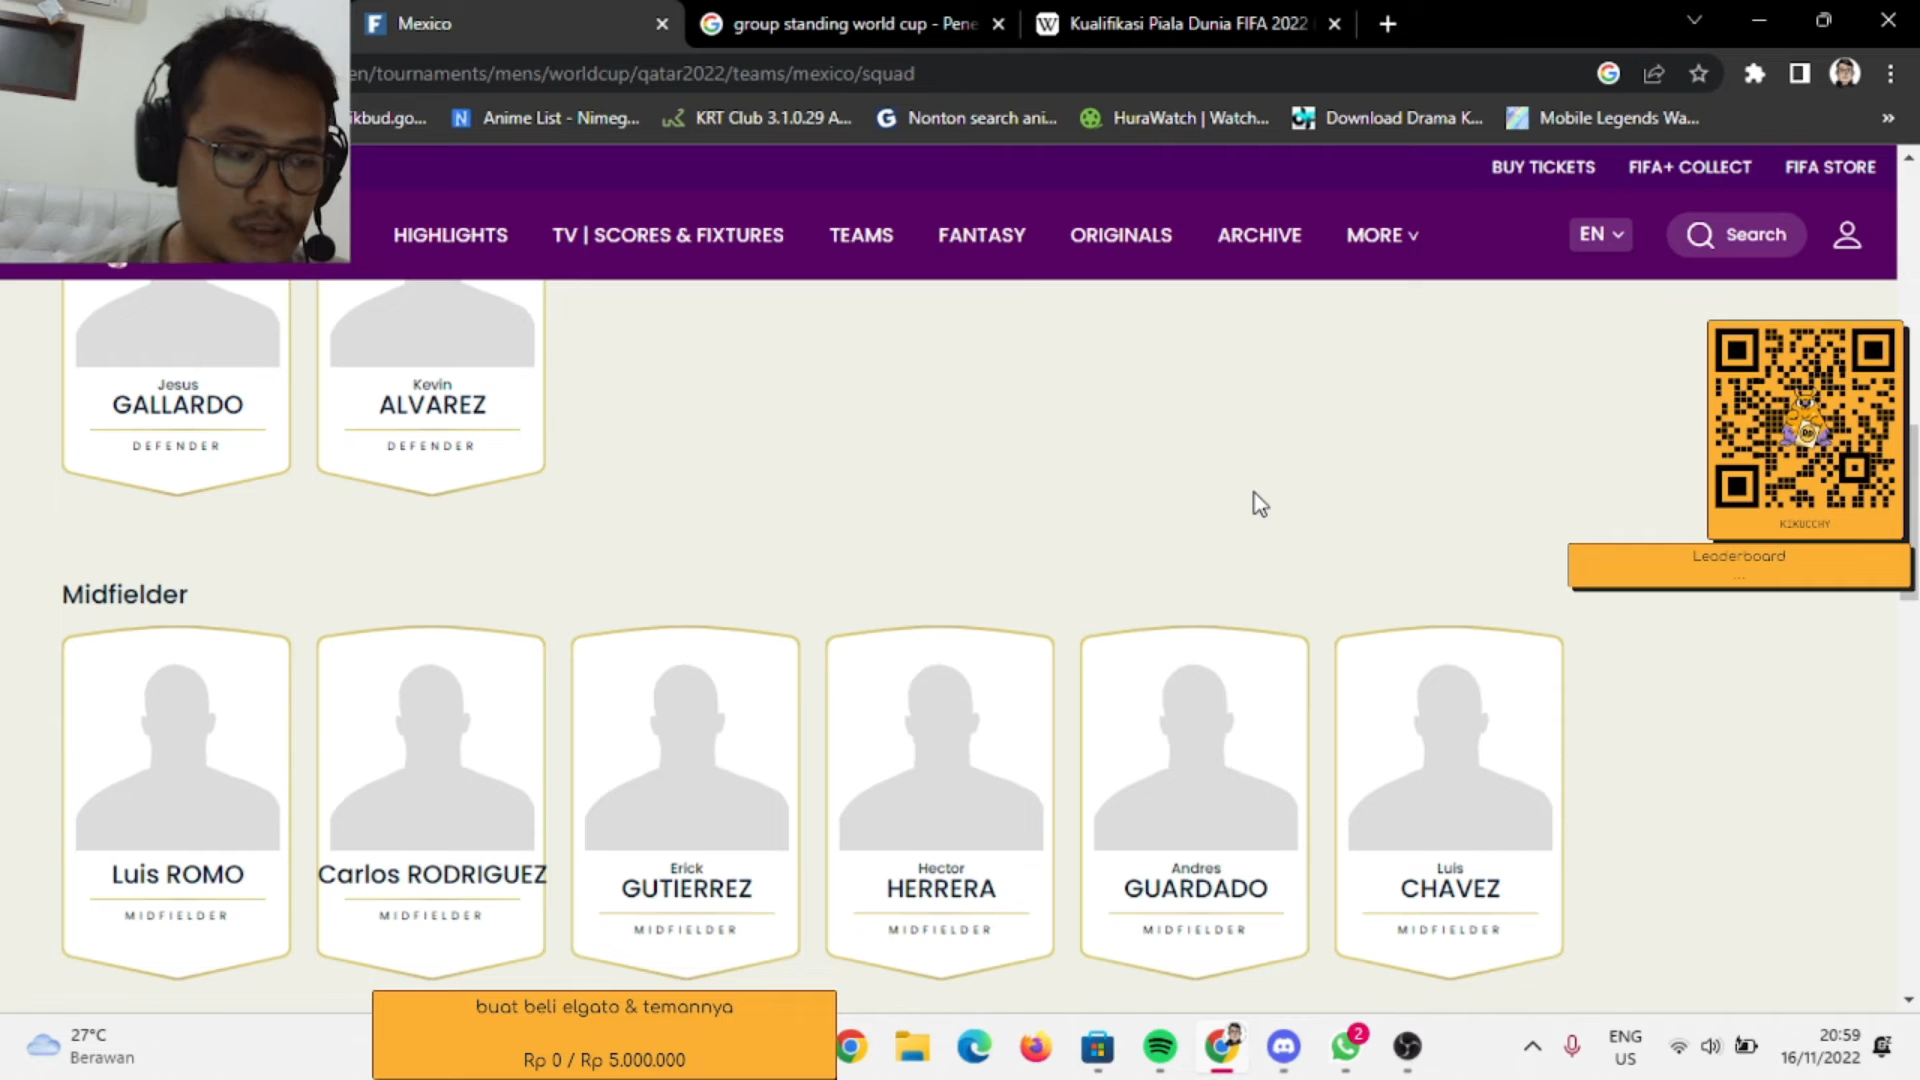 Mexico
group standing world cup - Pene
Kualifikasi Piala Dunia FIFA 2022
en/tournaments/mens/worldcup/qatar2022/teams/mexico/squad
ikbud.go...
Anime List - Nimeg...
KRT Club 3.1.0.29 A...
Nonton search ani...
HuraWatch | Watch...
Download Drama K...
Mobile Legends Wa...
»
BUY TICKETS
FIFA+ COLLECT
FIFA STORE
HIGHLIGHTS
TV | SCORES & FIXTURES
TEAMS
FANTASY
ORIGINALS
ARCHIVE
MORE
EN
Search
Jesus
GALLARDO
DEFENDER
Kevin
ALVAREZ
DEFENDER
KIKUCCHY
Leaderboard
...
Midfielder
Luis ROMO
MIDFIELDER
Carlos RODRIGUEZ
MIDFIELDER
Erick
GUTIERREZ
MIDFIELDER
Hector
HERRERA
MIDFIELDER
Andres
GUARDADO
MIDFIELDER
Luis
CHAVEZ
MIDFIELDER
buat beli elgato & temannya
Rp 0 / Rp 5.000.000
27°C
Berawan
2
ENG
US
20:59
16/11/2022